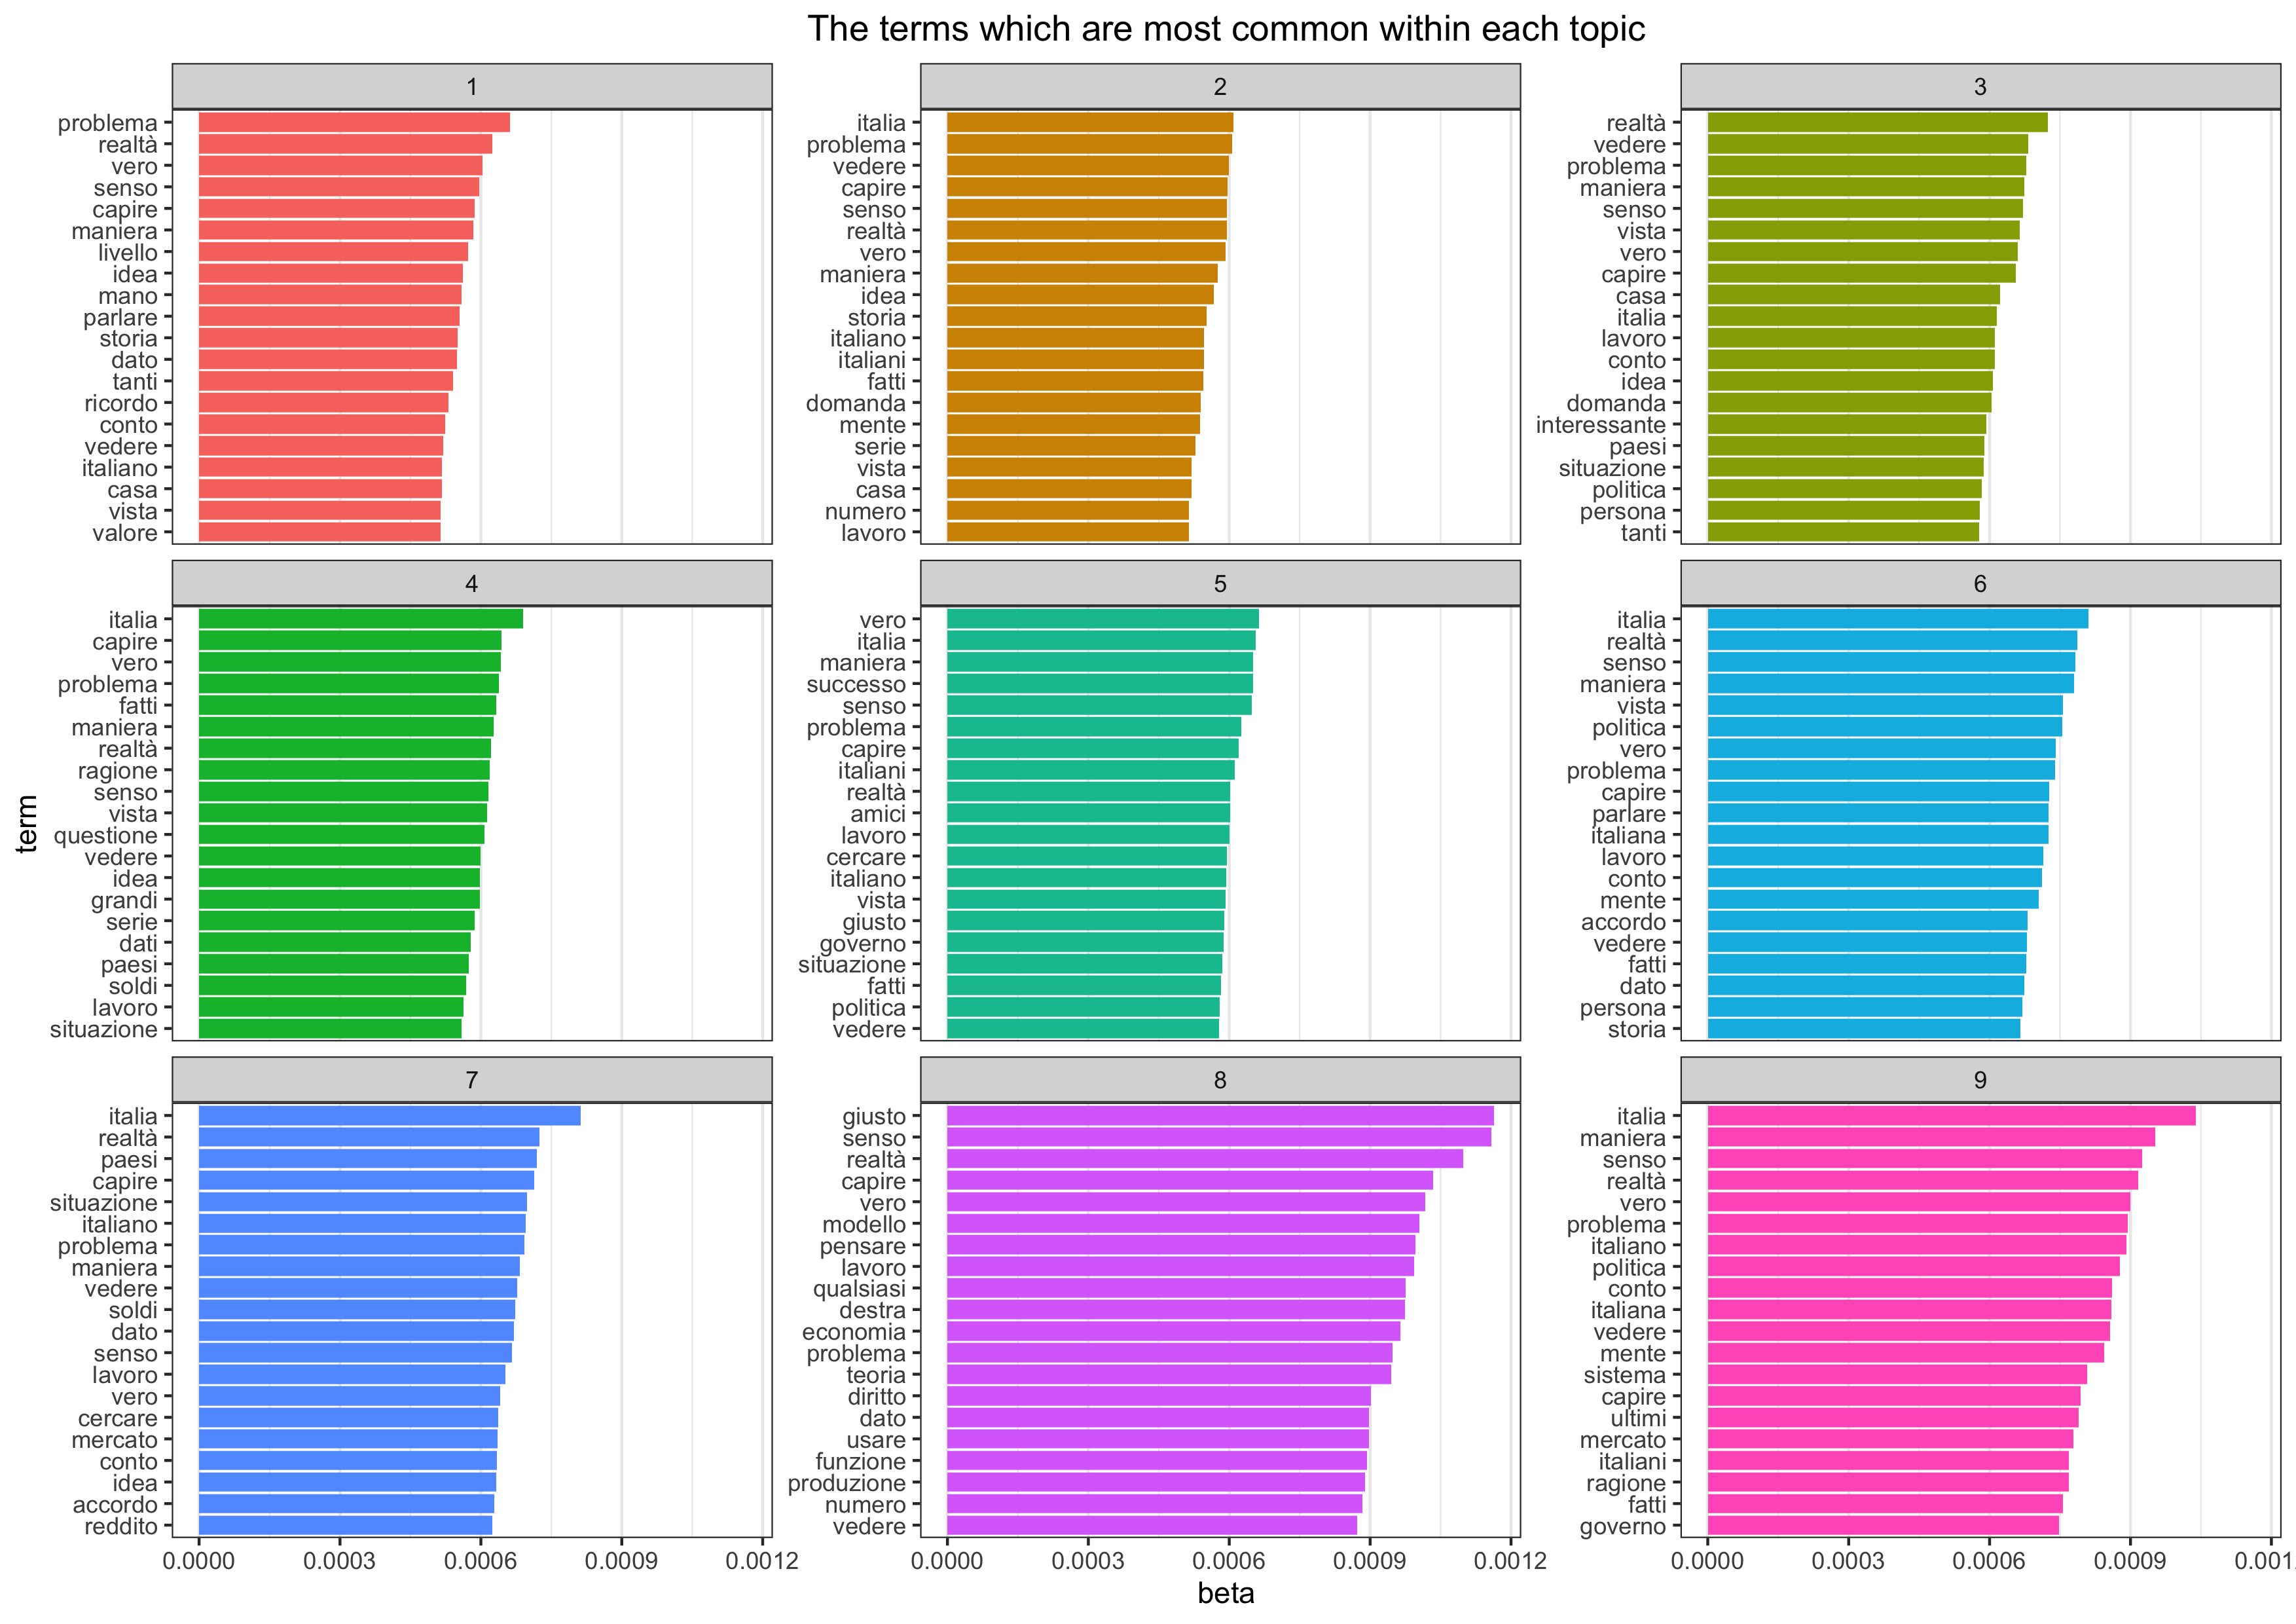 The terms which are most common within each topic
1
problema
realtà
vero
senso
capire
maniera
livello
idea
mano
parlare
storia
dato
tanti
ricordo
conto
vedere
italiano
casa
vista
valore
2
italia
problema
vedere
capire
senso
realtà
vero
maniera
idea
storia
italiano
italiani
fatti
domanda
mente
serie
vista
casa
numero
lavoro
3
realtà
vedere
problema
maniera
senso
vista
vero
capire
casa
italia
lavoro
conto
idea
domanda
interessante
paesi
situazione
politica
persona
tanti
term
4
italia
capire
vero
problema
fatti
maniera
realtà
ragione
senso
vista
questione
vedere
idea
grandi
serie
dati
paesi
soldi
lavoro
situazione
5
vero
italia
maniera
successo
senso
problema
capire
italiani
realtà
amici
lavoro
cercare
italiano
vista
giusto
governo
situazione
fatti
politica
vedere
6
italia
realtà
senso
maniera
vista
politica
vero
problema
capire
parlare
italiana
lavoro
conto
mente
accordo
vedere
fatti
dato
persona
storia
7
italia
realtà
paesi
capire
situazione
italiano
problema
maniera
vedere
soldi
dato
senso
lavoro
vero
cercare
mercato
conto
idea
accordo
reddito
0.0000 0.0003 0.0006 0.0009 0.0012
8
giusto
senso
realtà
capire
vero
modello
pensare
lavoro
qualsiasi
destra
economia
problema
teoria
diritto
dato
usare
funzione
produzione
numero
vedere
0.0000 0.0003 0.0006 0.0009 0.0012
9
italia
maniera
senso
realtà
vero
problema
italiano
politica
conto
italiana
vedere
mente
sistema
capire
ultimi
mercato
italiani
ragione
fatti
governo
0.0000 0.0003 0.0006 0.0009
beta